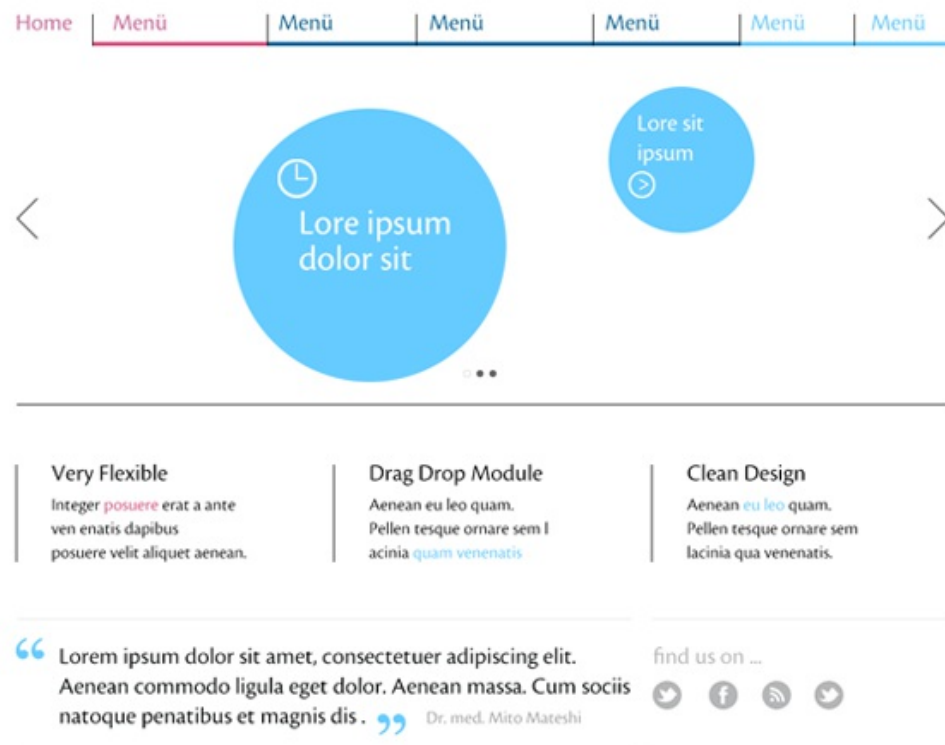 Home Menü Menü Menü Menü Menü Menü
Lore sit
ipsum
Lore ipsum
dolor sit
Very Flexible
Integer posuere erat a ante
ven enatis dapibus
posuere velit aliquet aenean.
Drag Drop Module
Aenean eu leo quam.
Pellen tesque ornare sem l
acinia quam venenatis
Clean Design
Aenean eu leo quam.
Pellen tesque ornare sem
lacinia qua venenatis.
“ Lorem ipsum dolor sit amet, consectetuer adipiscing elit.
Aenean commodo ligula eget dolor. Aenean massa. Cum sociis
natoque penatibus et magnis dis . ” Dr. med. Mito Mateshi
find us on ...